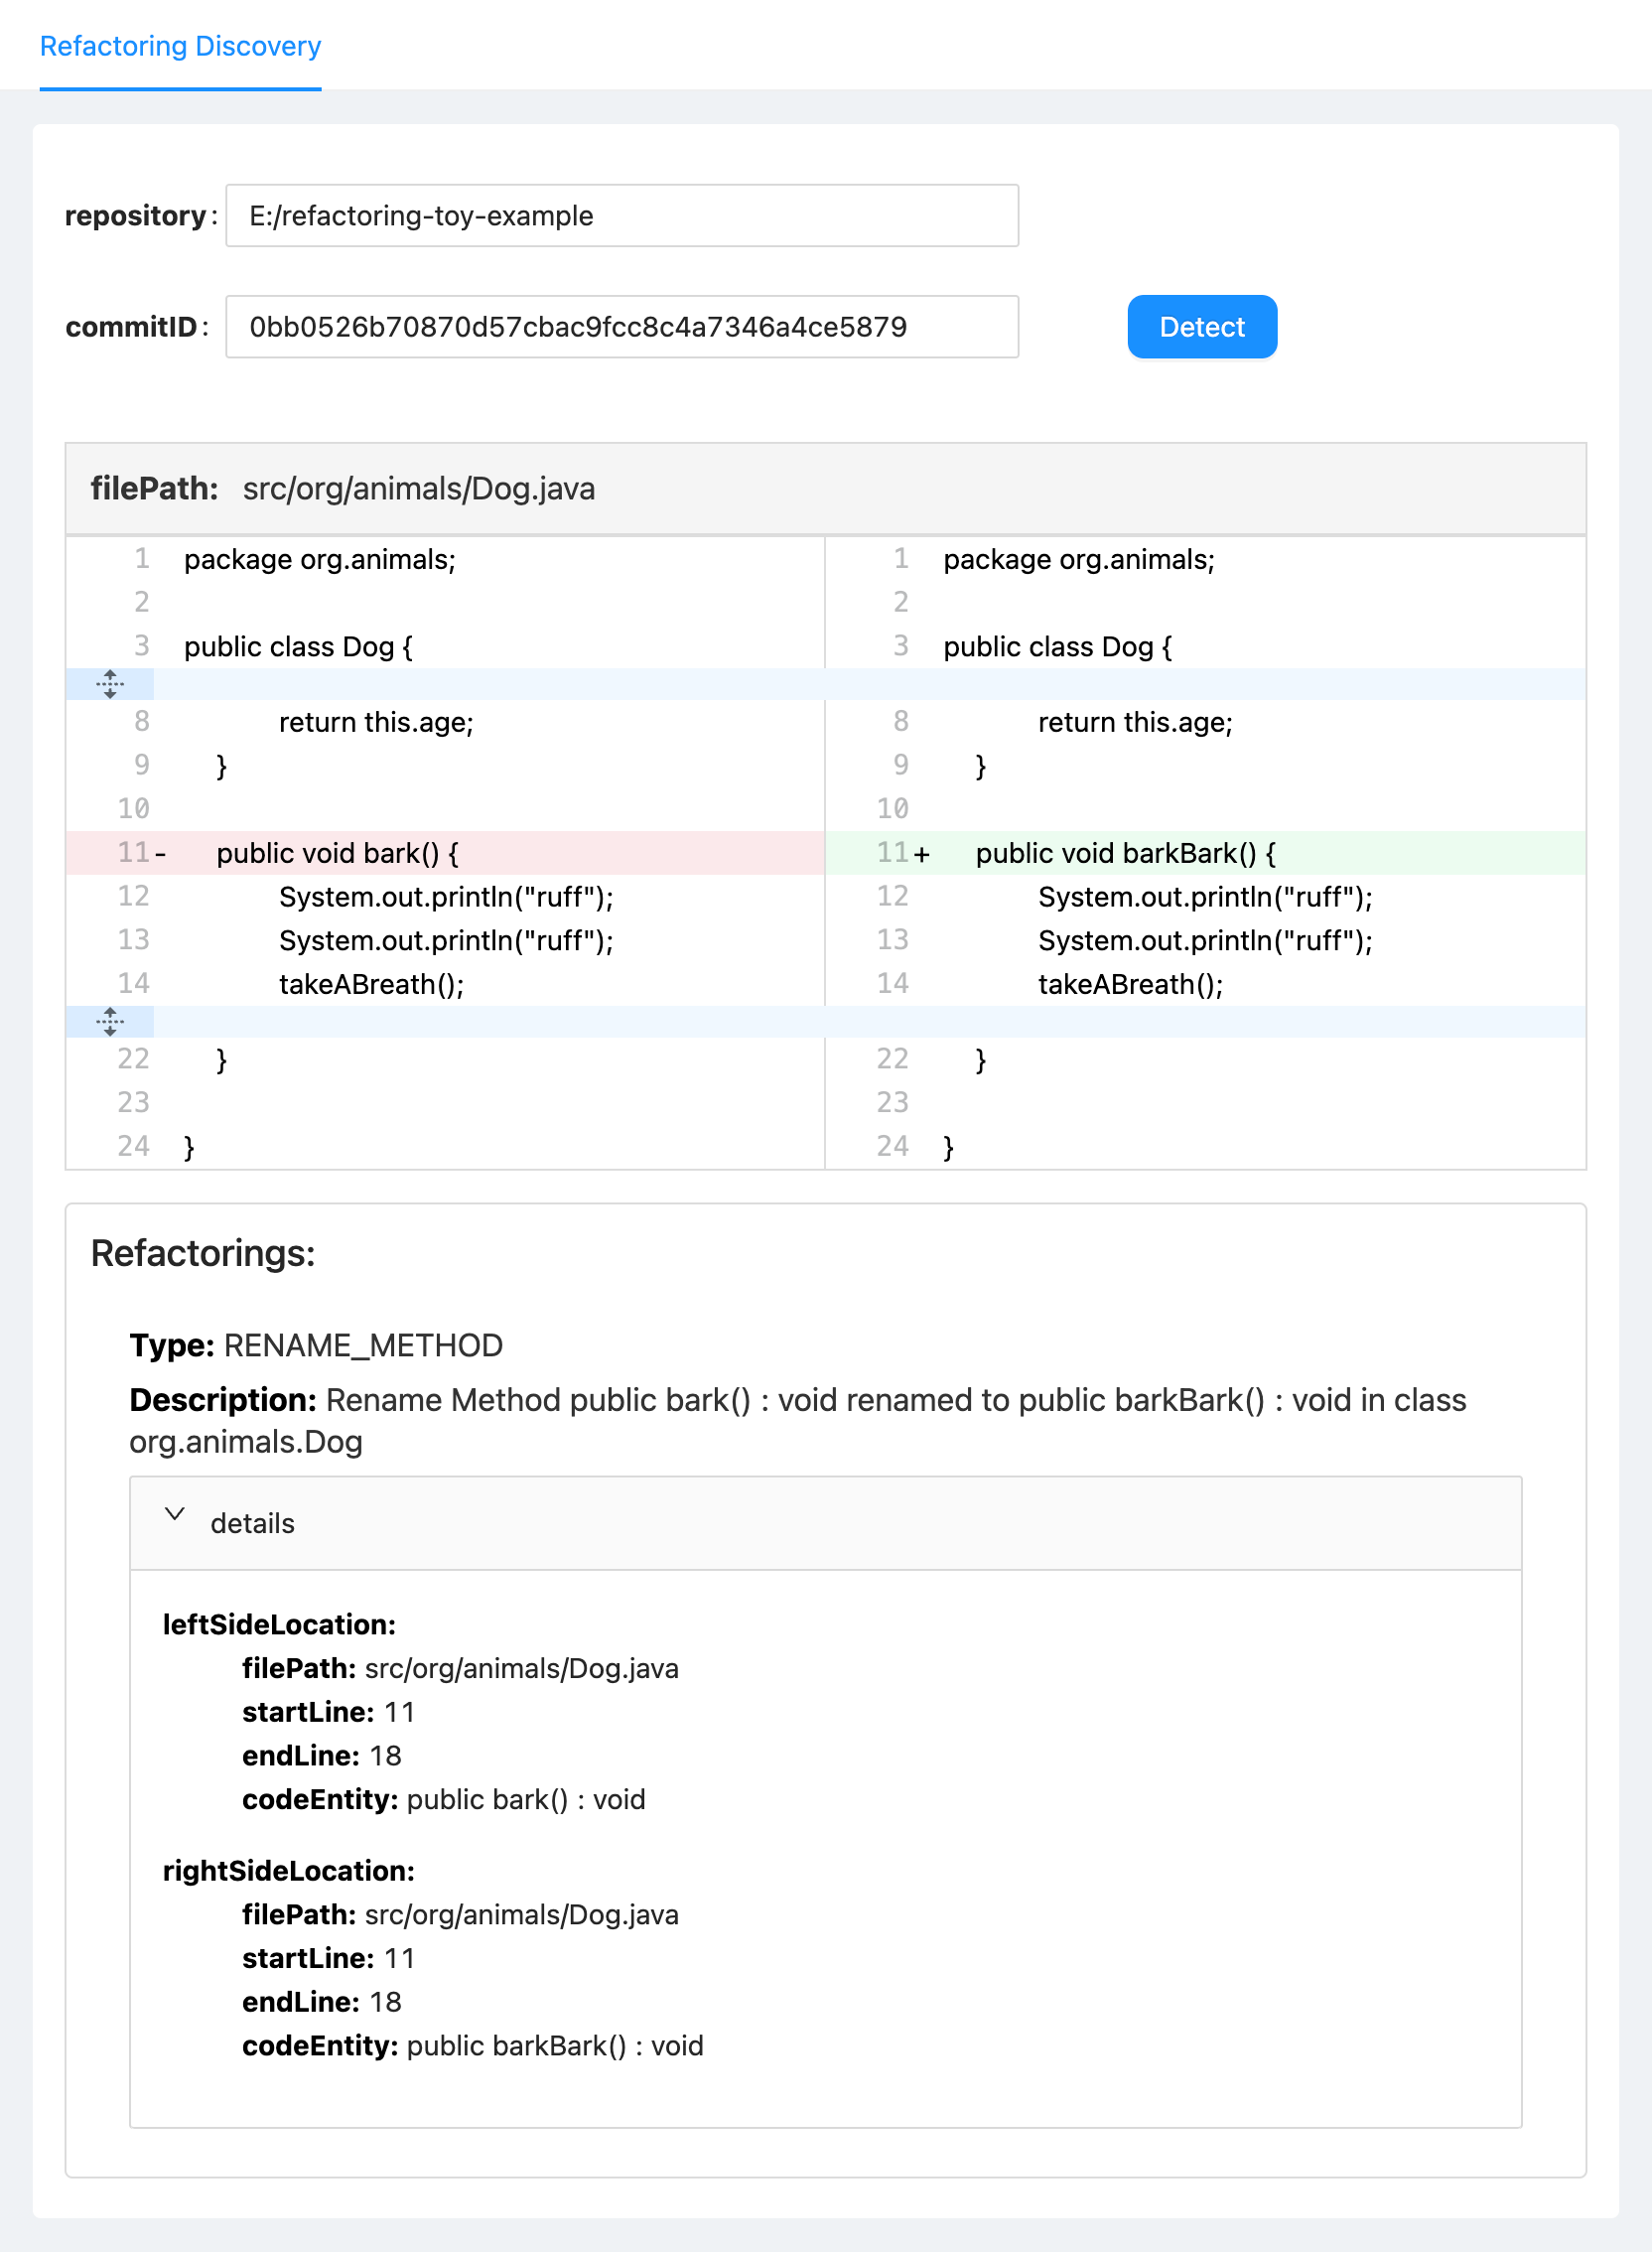 Refactoring Discovery
repository: E:/refactoring-toy-example
commitID: 0bb0526b70870d57cbac9fcc8c4a7346a4ce5879 Detect
filePath: src/org/animals/Dog.java
1 package org.animals; 1 package org.animals;
2 2
3 public class Dog { 3 public class Dog {
8 return this.age; 8 return this.age;
9 } 9 }
10 10
11 - public void bark() { 11 + public void barkBark() {
12 System.out.println("ruff"); 12 System.out.println("ruff");
13 System.out.println("ruff"); 13 System.out.println("ruff");
14 takeABreath(); 14 takeABreath();
22 } 22 }
23 23
24 } 24 }
Refactorings:
Type: RENAME_METHOD
Description: Rename Method public bark() : void renamed to public barkBark() : void in class
org.animals.Dog
details
leftSideLocation:
filePath: src/org/animals/Dog.java
startLine: 11
endLine: 18
codeEntity: public bark() : void
rightSideLocation:
filePath: src/org/animals/Dog.java
startLine: 11
endLine: 18
codeEntity: public barkBark() : void